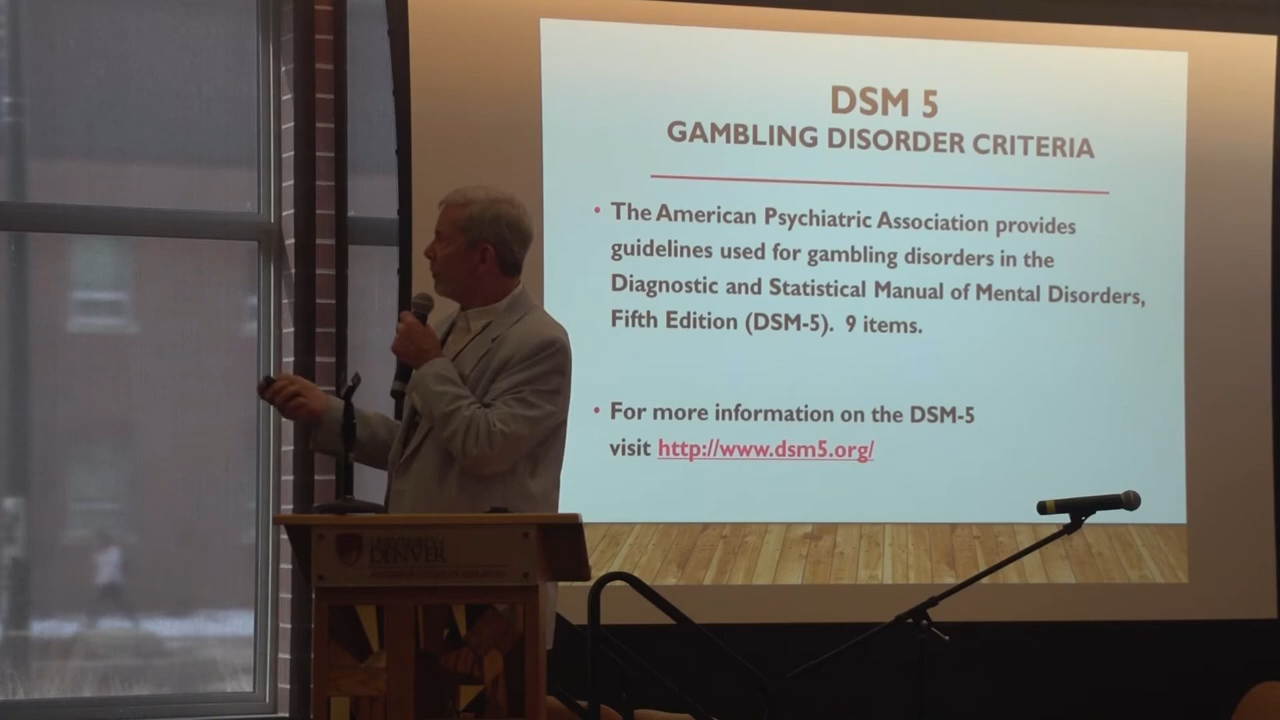 DSM 5
GAMBLING DISORDER CRITERIA
• The American Psychiatric Association provides
guidelines used for gambling disorders in the
Diagnostic and Statistical Manual of Mental Disorders,
Fifth Edition (DSM-5). 9 items.
• For more information on the DSM-5
visit http://www.dsm5.org/
UNIVERSITY OF
DENVER